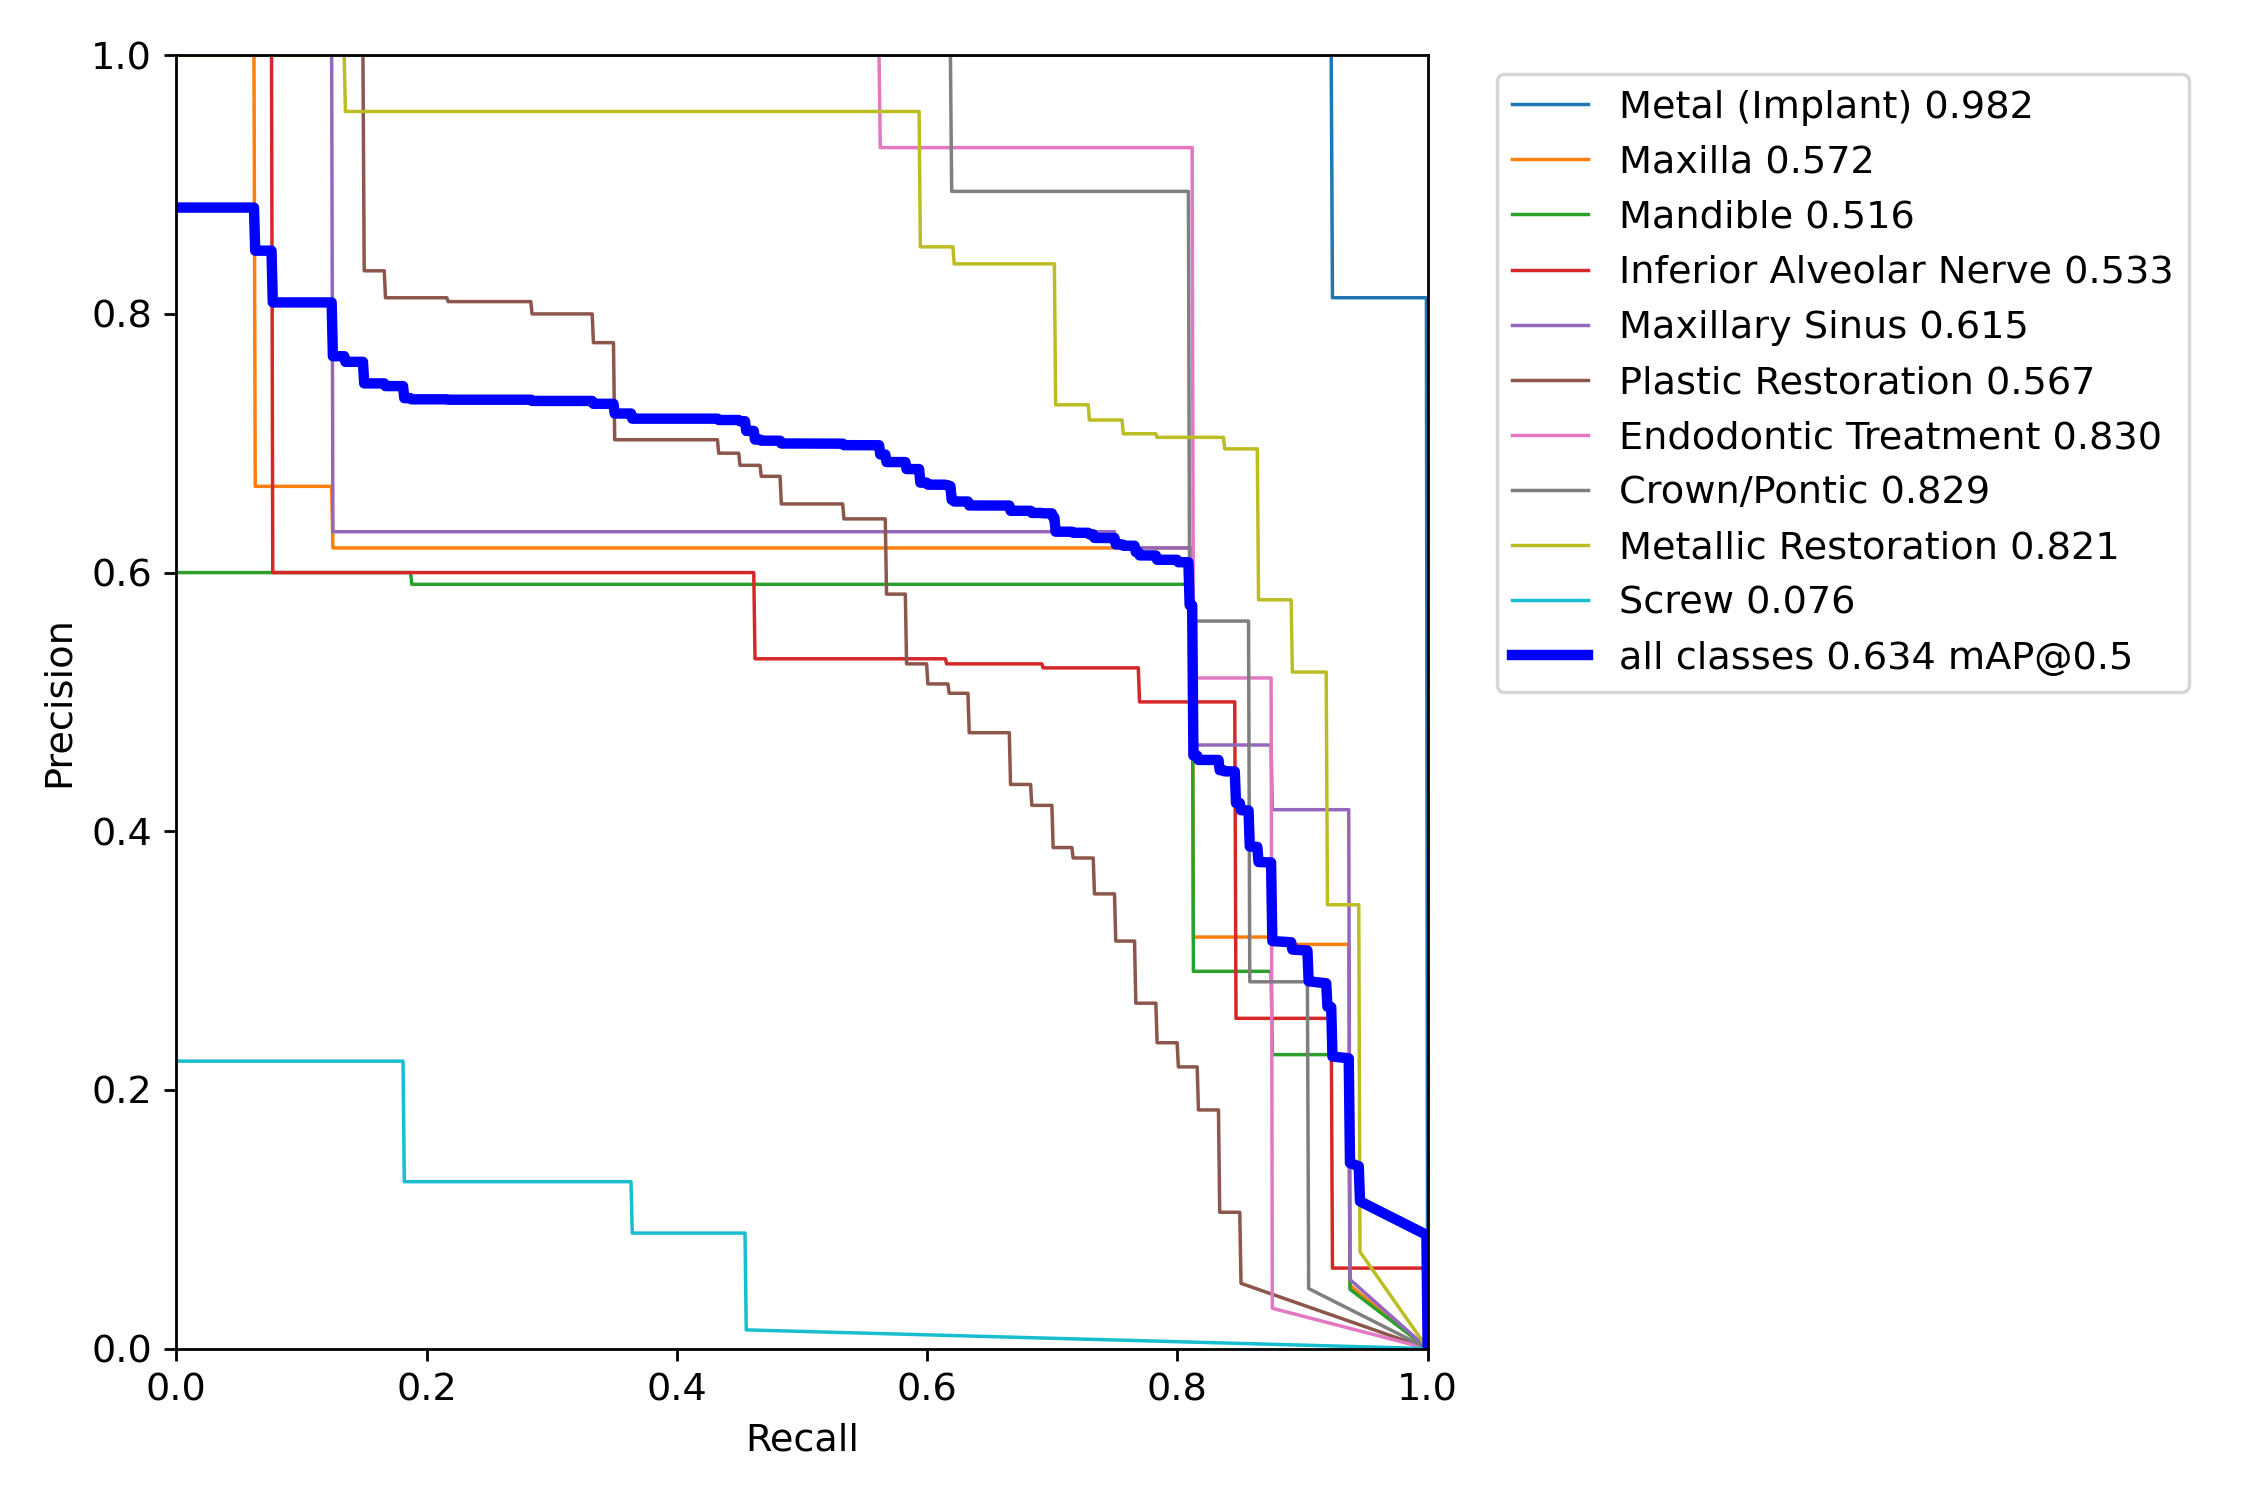 1.0
0.8
0.6
0.4
0.2
0.0
0.0 0.2 0.4 0.6 0.8 1.0
Precision
Recall
Metal (Implant) 0.982
Maxilla 0.572
Mandible 0.516
Inferior Alveolar Nerve 0.533
Maxillary Sinus 0.615
Plastic Restoration 0.567
Endodontic Treatment 0.830
Crown/Pontic 0.829
Metallic Restoration 0.821
Screw 0.076
all classes 0.634 mAP@0.5